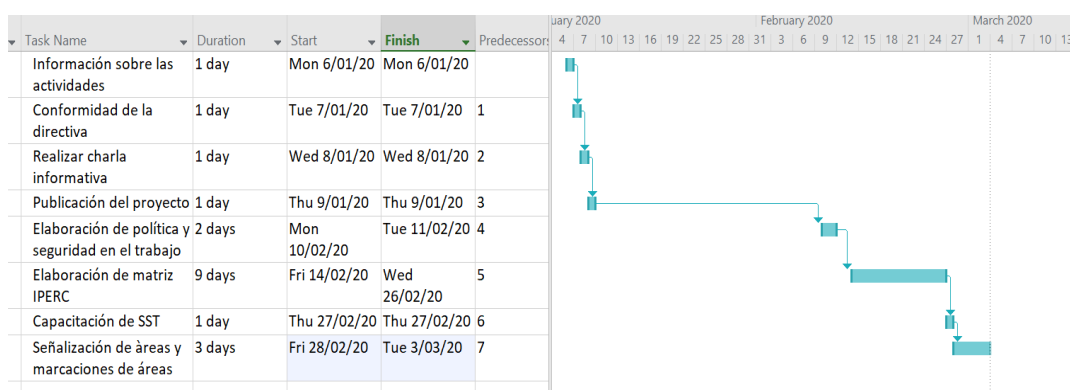 uary 2020 February 2020 March 2020
Task Name Duration Start Finish Predecessors 4 7 10 13 16 19 22 25 28 31 3 6 9 12 15 18 21 24 27 1 4 7 10 13
Información sobre las 1 day Mon 6/01/20 Mon 6/01/20
actividades
Conformidad de la 1 day Tue 7/01/20 Tue 7/01/20 1
directiva
Realizar charla 1 day Wed 8/01/20 Wed 8/01/20 2
informativa
Publicación del proyecto 1 day Thu 9/01/20 Thu 9/01/20 3
Elaboración de política y 2 days Mon Tue 11/02/20 4
seguridad en el trabajo 10/02/20
Elaboración de matriz 9 days Fri 14/02/20 Wed 5
IPERC 26/02/20
Capacitación de SST 1 day Thu 27/02/20 Thu 27/02/20 6
Señalización de àreas y 3 days Fri 28/02/20 Tue 3/03/20 7
marcaciones de áreas